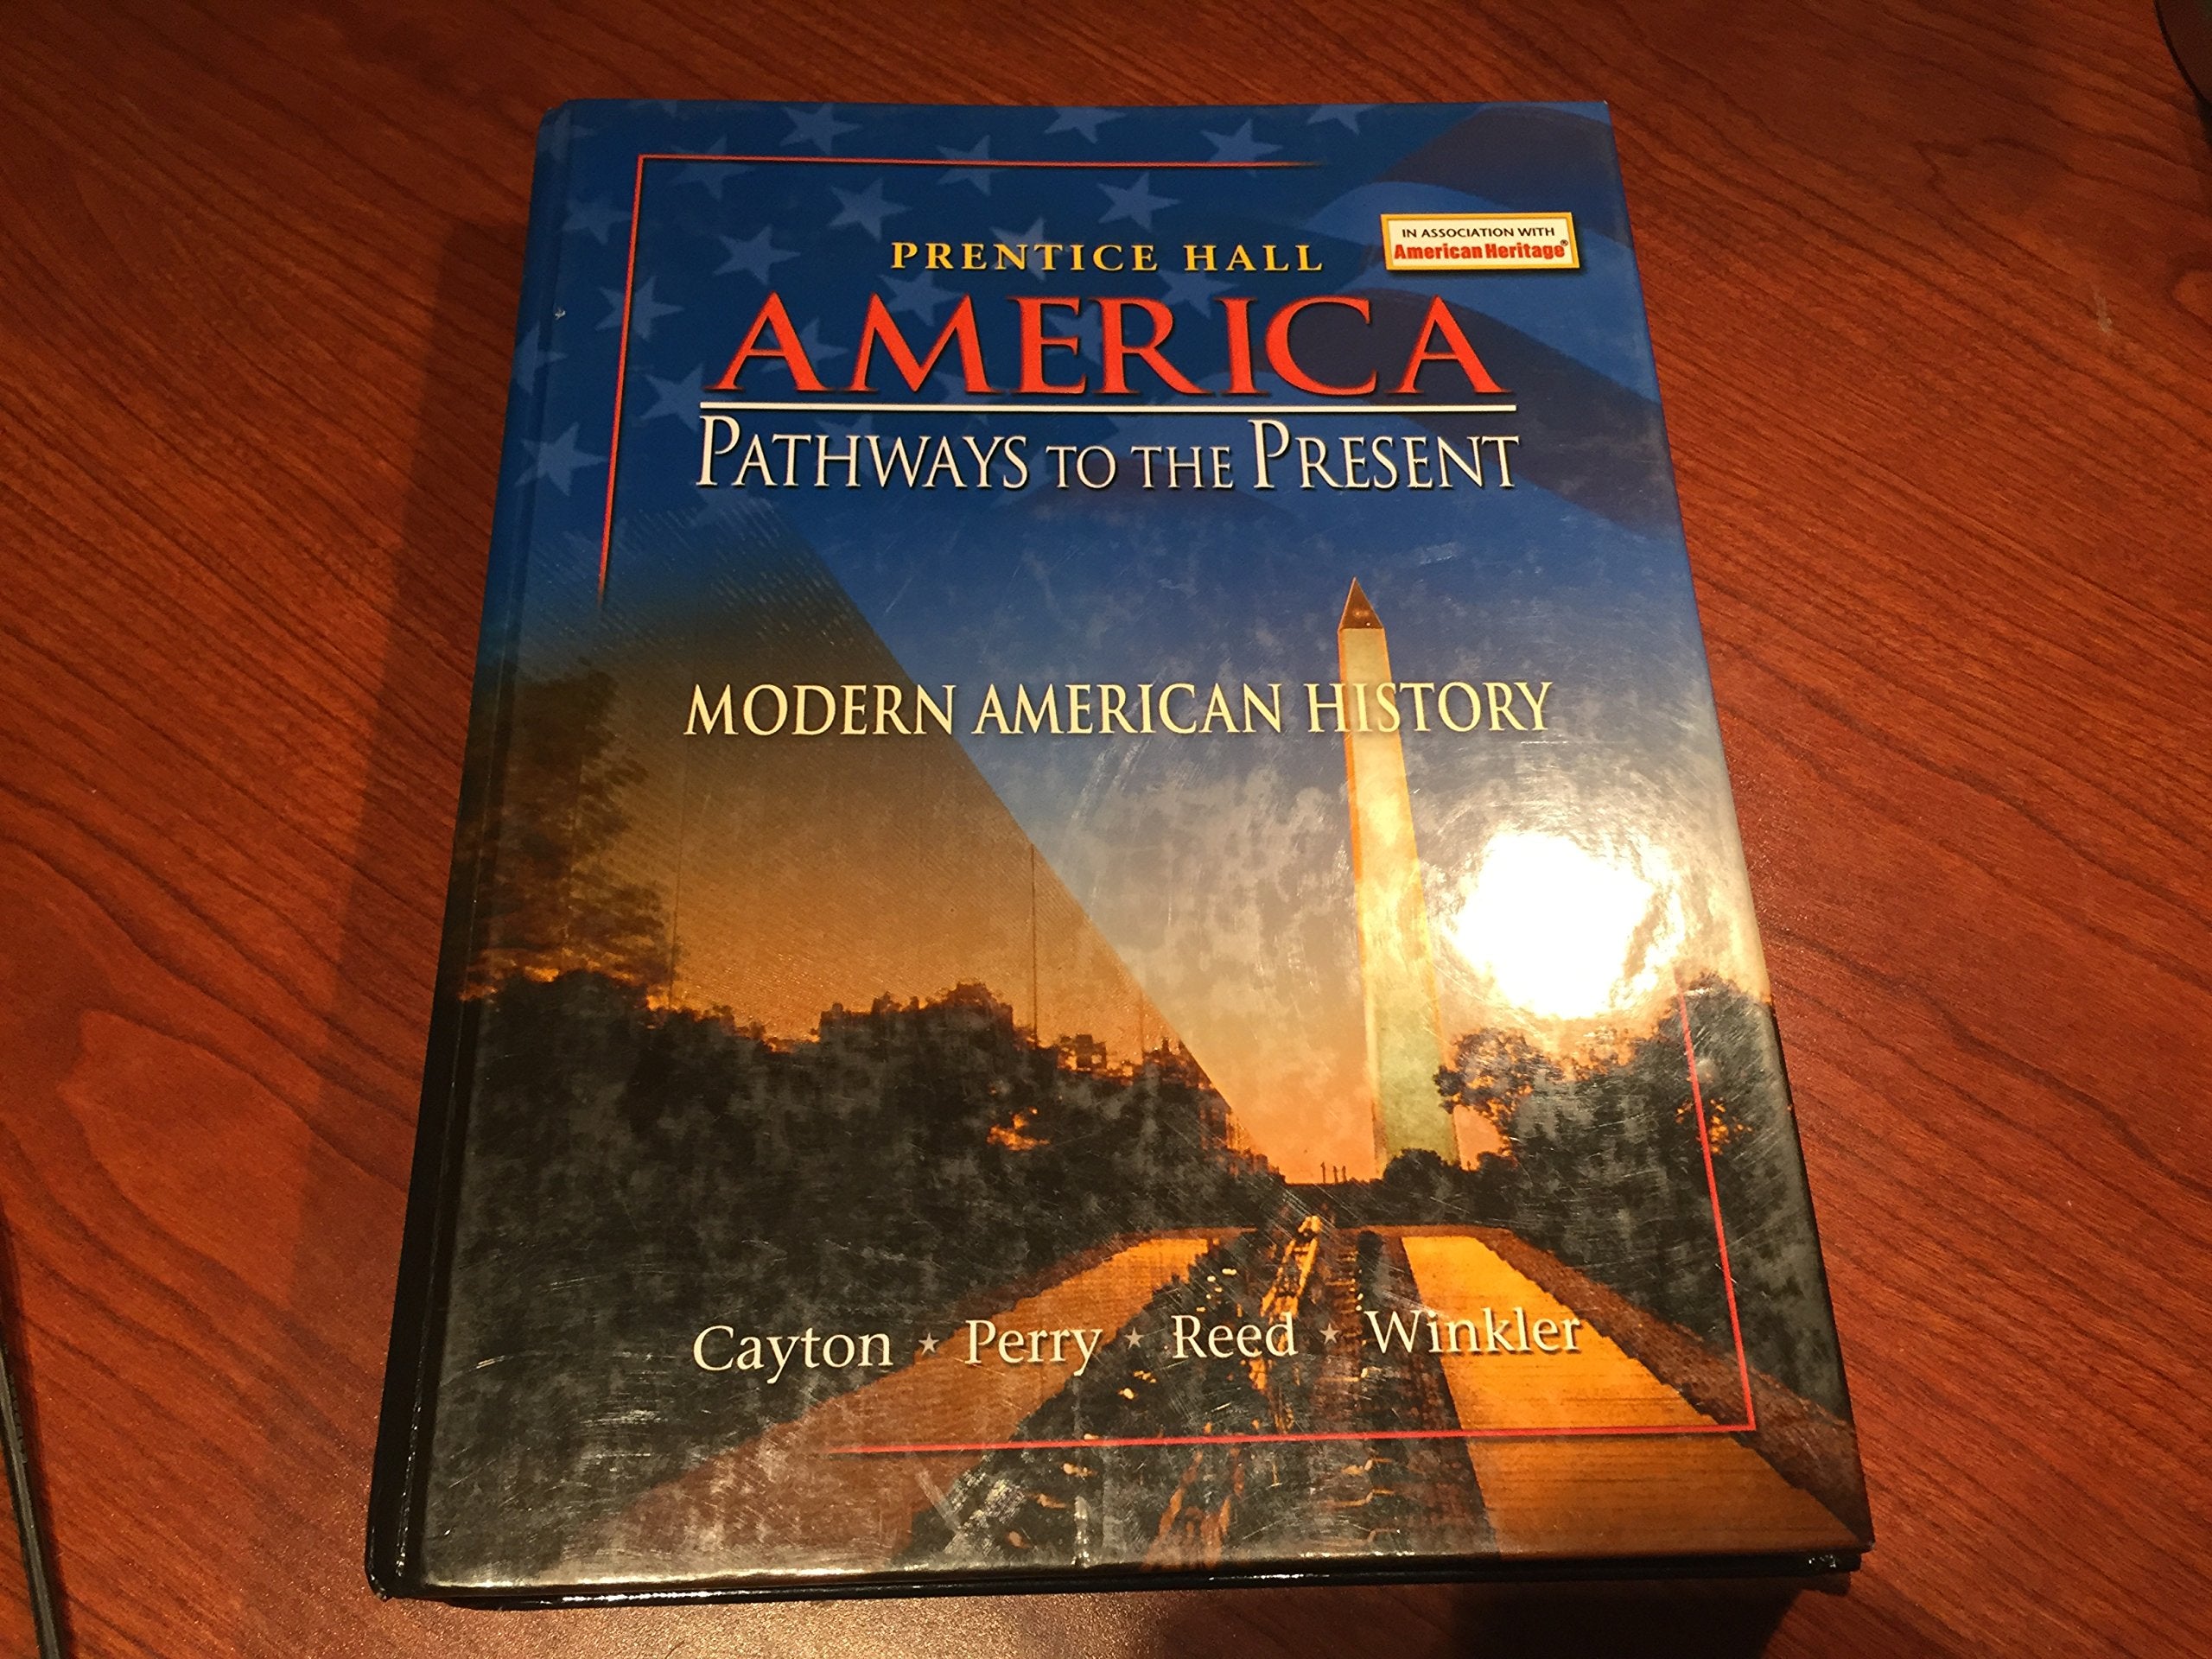 PRENTICE HALL
IN ASSOCIATION WITH
American Heritage®
AMERICA
PATHWAYS TO THE PRESENT
MODERN AMERICAN HISTORY
Cayton ★ Perry ★ Reed ★ Winkler